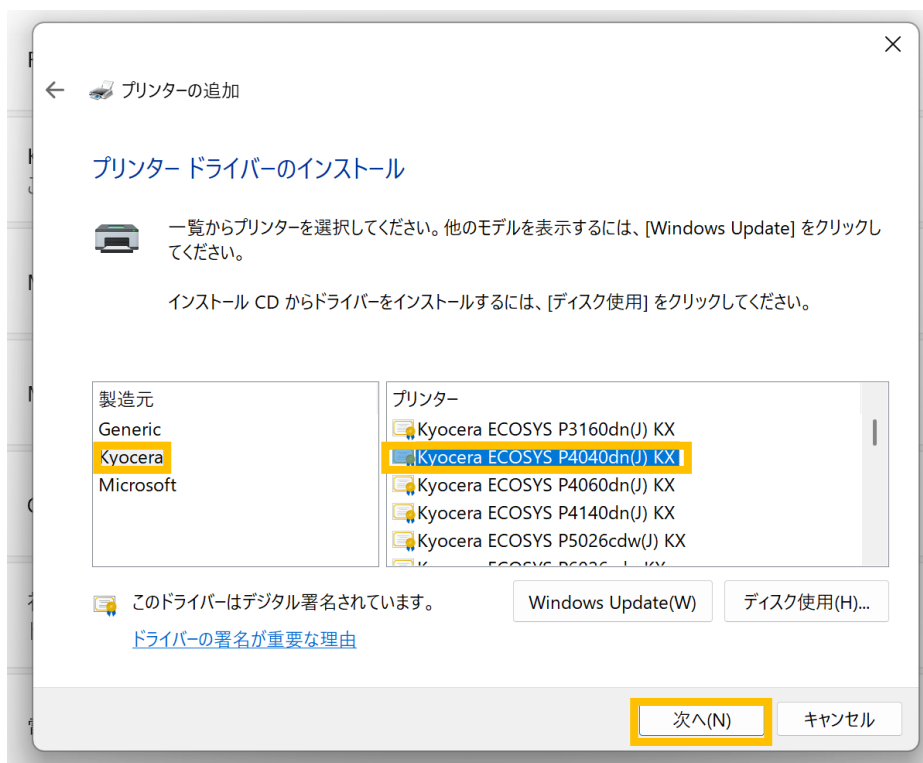 プリンターの追加
プリンター ドライバーのインストール
一覧からプリンターを選択してください。他のモデルを表示するには、[Windows Update] をクリックし
てください。
インストール CD からドライバーをインストールするには、[ディスク使用] をクリックしてください。
製造元
Generic
Kyocera
Microsoft
プリンター
Kyocera ECOSYS P3160dn(J) KX
Kyocera ECOSYS P4040dn(J) KX
Kyocera ECOSYS P4060dn(J) KX
Kyocera ECOSYS P4140dn(J) KX
Kyocera ECOSYS P5026cdw(J) KX
このドライバーはデジタル署名されています。
ドライバーの署名が重要な理由
Windows Update(W)
ディスク使用(H)...
次へ(N)
キャンセル